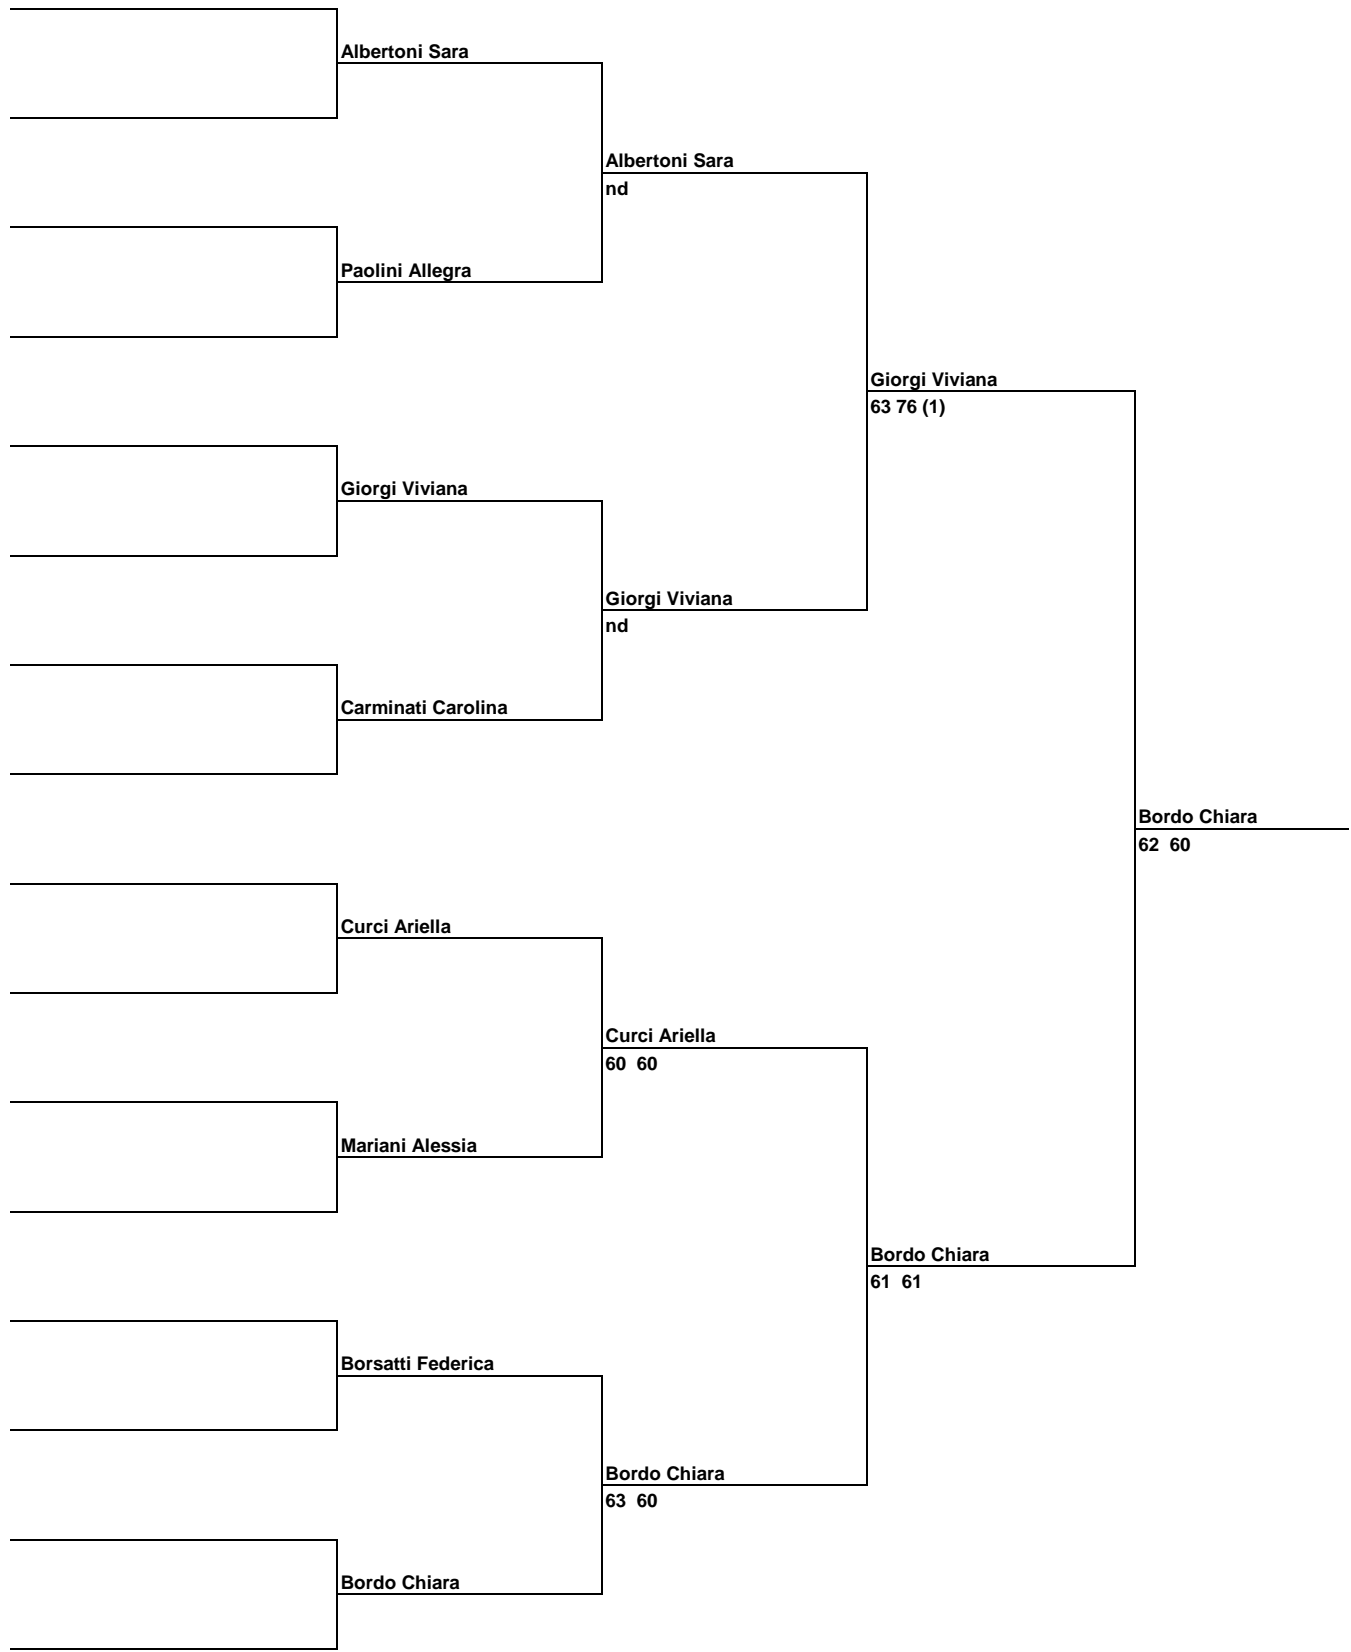 Albertoni Sara
Albertoni Sara
nd
Paolini Allegra
Giorgi Viviana
63 76 (1)
Giorgi Viviana
Giorgi Viviana
nd
Carminati Carolina
Bordo Chiara
62  60
Curci Ariella
Curci Ariella
60  60
Mariani Alessia
Bordo Chiara
61  61
Borsatti Federica
Bordo Chiara
63  60
Bordo Chiara